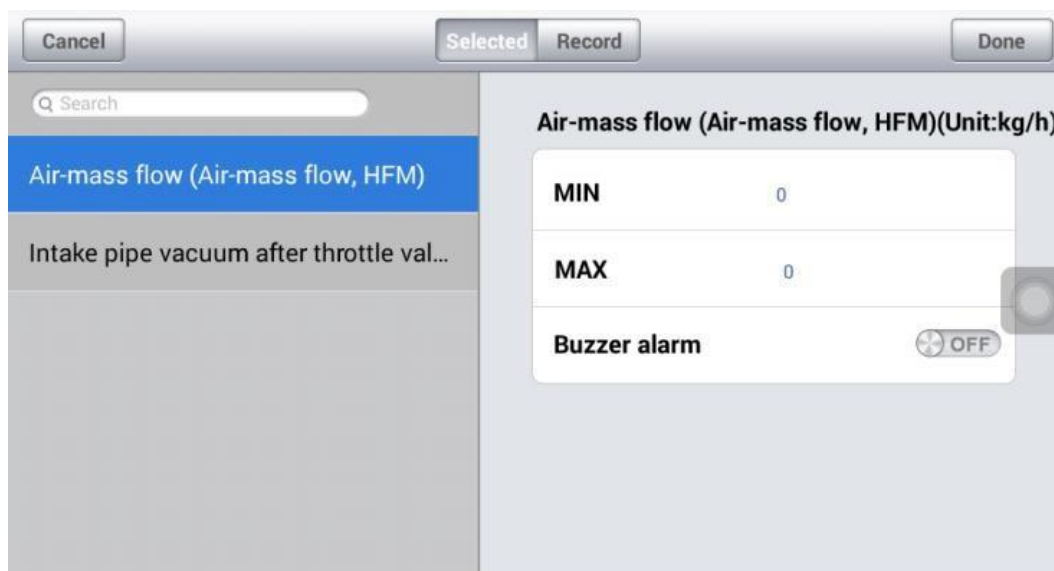 Cancel
Selected
Record
Done
Search
Air-mass flow (Air-mass flow, HFM)
Intake pipe vacuum after throttle val...
Air-mass flow (Air-mass flow, HFM)(Unit:kg/h)
MIN 0
MAX 0
Buzzer alarm OFF